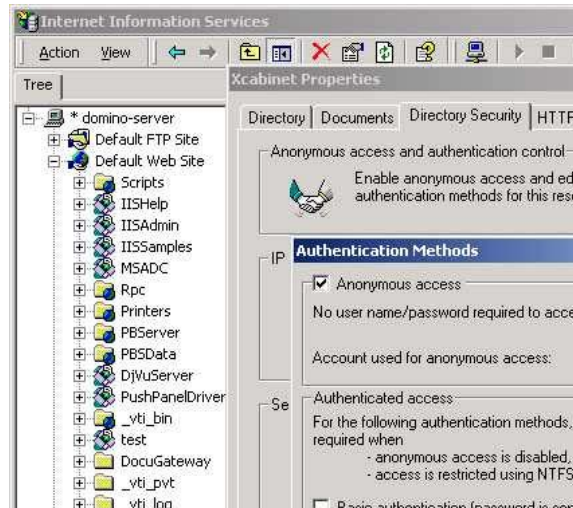 Internet Information Services
Action View
Tree
* domino-server
Default FTP Site
Default Web Site
Scripts
IISHelp
IISAdmin
IISSamples
MSADC
Rpc
Printers
PBServer
PBSData
DjVuServer
PushPanelDriver
_vti_bin
test
DocuGateway
_vti_pvt
_vti_log
Xcabinet Properties
Directory Documents Directory Security HTTP
Anonymous access and authentication control
Enable anonymous access and ed
authentication methods for this res
IP
Se
Authentication Methods
Anonymous access
No user name/password required to acce
Account used for anonymous access:
Authenticated access
For the following authentication methods,
required when
- anonymous access is disabled,
- access is restricted using NTFS
Basic authentication (password is